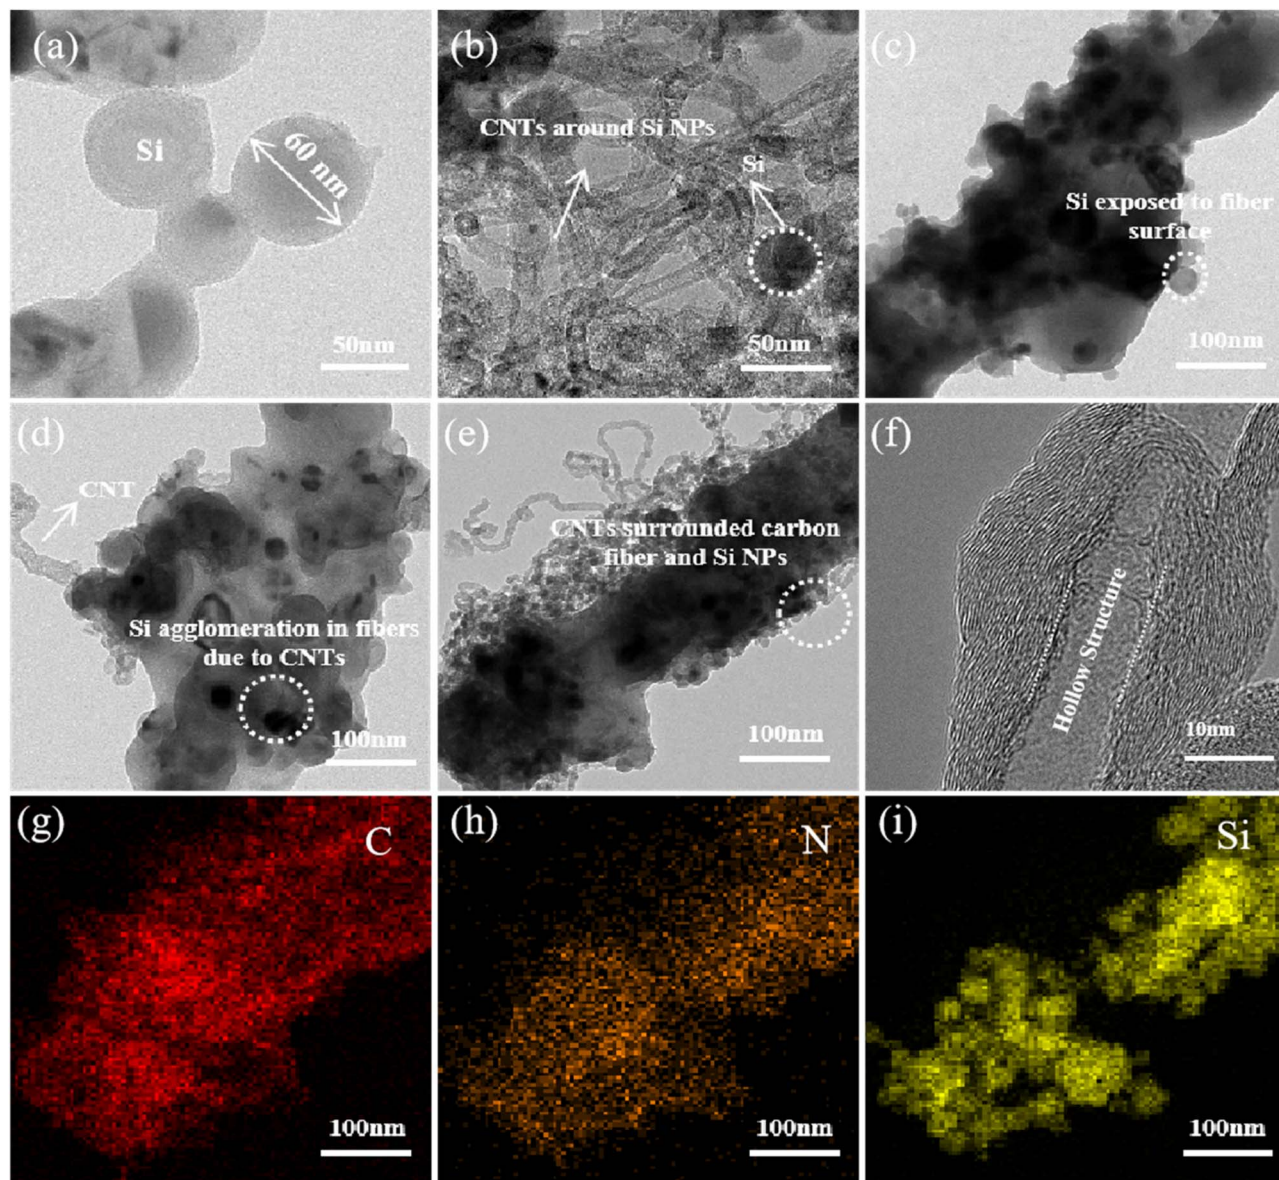 (a)
Si
60 nm
50nm
(b)
CNTs around Si NPs
Si
50nm
(c)
Si exposed to fiber
surface
100nm
(d)
CNT
Si agglomeration in fibers
due to CNTs
100nm
(e)
CNTs surrounded carbon
fiber and Si NPs
100nm
(f)
Hollow Structure
10nm
(g)
C
100nm
(h)
N
100nm
(i)
Si
100nm